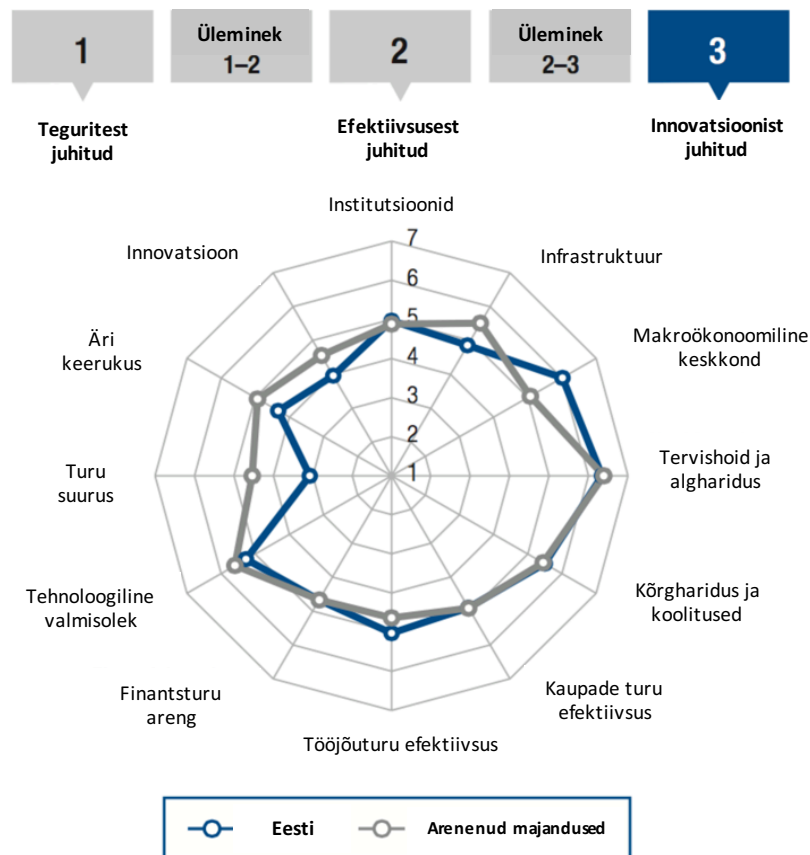 1
Üleminek
1–2
2
Üleminek
2–3
3
Teguritest
juhitud
Efektiivsusest
juhitud
Innovatsioonist
juhitud
Institutsioonid
Innovatsioon
Infrastruktuur
Äri
keerukus
Makroökonoomiline
keskkond
Turu
suurus
Tervishoid ja
algharidus
Tehnoloogiline
valmisolek
Kõrgharidus ja
koolitused
Finantsturu
areng
Kaupade turu
efektiivsus
Tööjõuturu efektiivsus
7
6
5
4
3
2
1
Eesti
Arenenud majandused